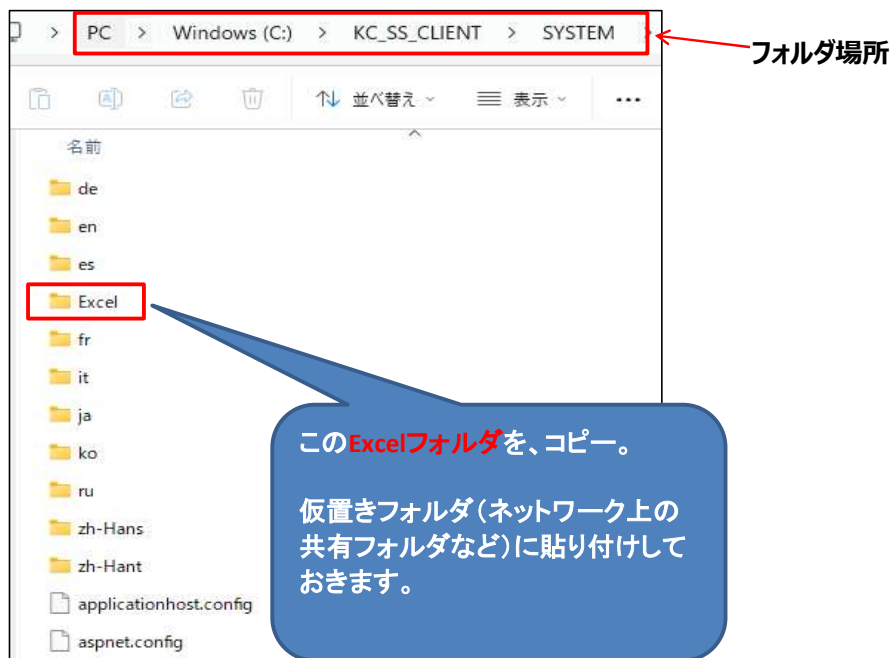 > PC > Windows (C:) > KC_SS_CLIENT > SYSTEM >
フォルダ場所
並べ替え 表示 ...
名前
de
en
es
Excel
fr
it
ja
ko
ru
zh-Hans
zh-Hant
applicationhost.config
aspnet.config
このExcelフォルダを、コピー。
仮置きフォルダ（ネットワーク上の
共有フォルダなど）に貼り付けして
おきます。